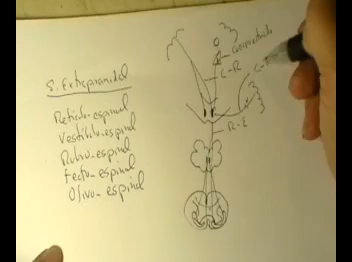 S. Extrapiramidal
Retículo-espinal
Vestíbulo-espinal
Rubro-espinal
Tecto-espinal
Olivo-espinal
C-R
C-
R-E